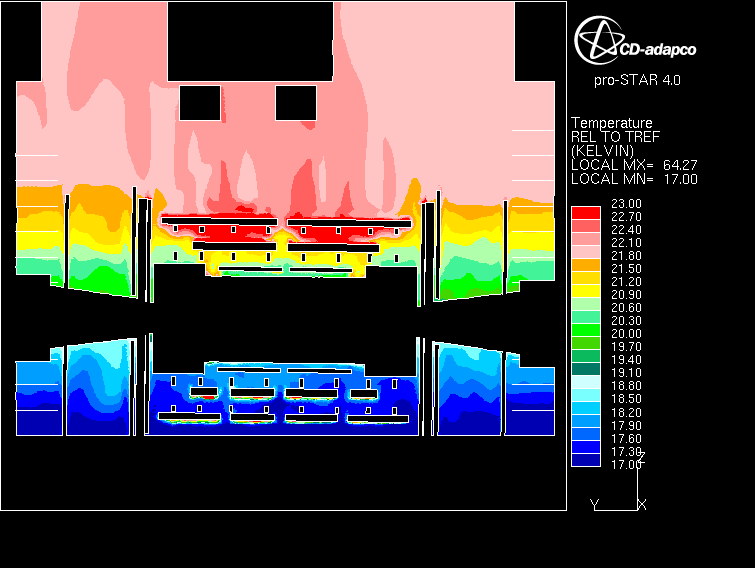 CD-adapco
pro-STAR 4.0
Temperature
REL TO TREF
(KELVIN)
LOCAL MX= 64.27
LOCAL MN= 17.00
23.00
22.70
22.40
22.10
21.80
21.50
21.20
20.90
20.60
20.30
20.00
19.70
19.40
19.10
18.80
18.50
18.20
17.90
17.60
17.30
17.00
Z
Y X